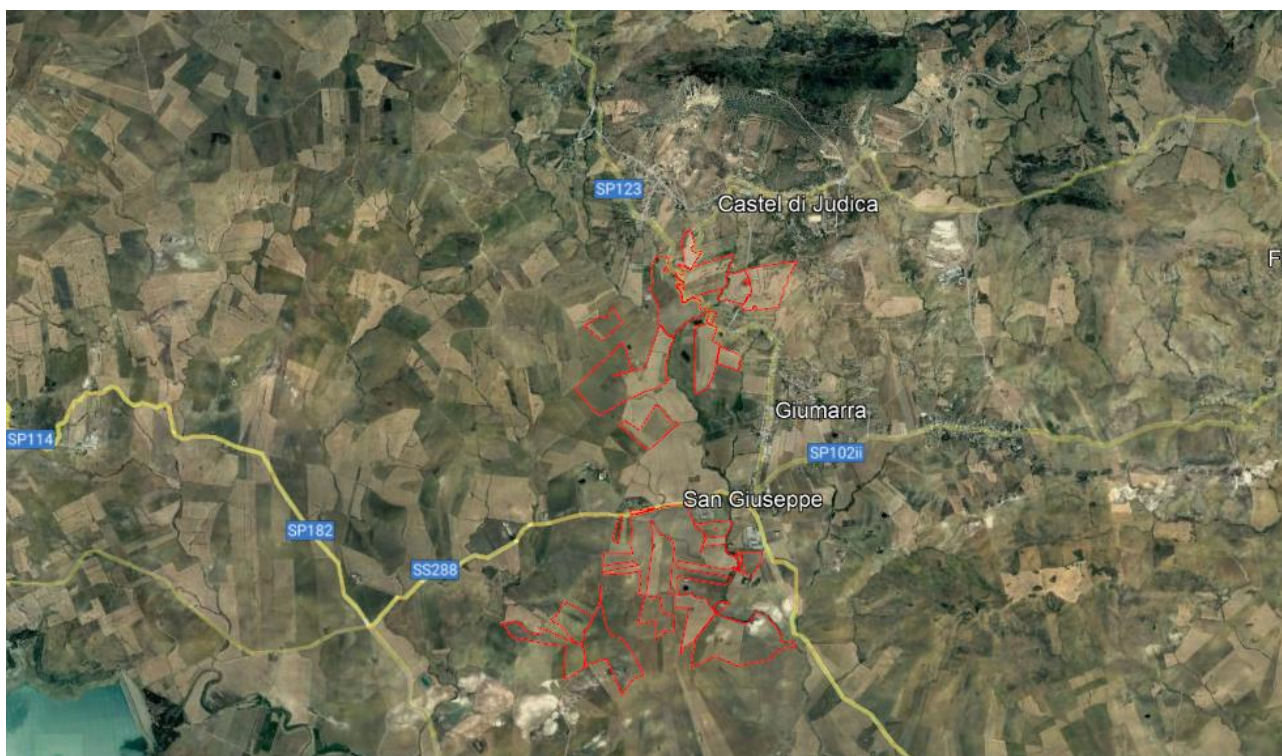 SP123
Castel di Judica
F
Giumarra
SP114
SP102ii
San Giuseppe
SP182
SS288